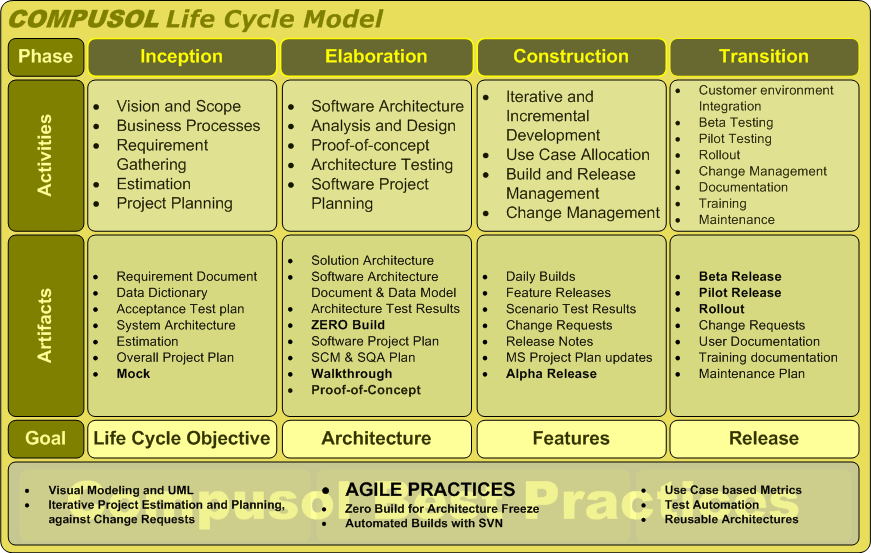 COMPUSOL Life Cycle Model
Phase
Inception
Elaboration
Construction
Transition
Activities
• Vision and Scope
• Business Processes
• Requirement
Gathering
• Estimation
• Project Planning
• Software Architecture
• Analysis and Design
• Proof-of-concept
• Architecture Testing
• Software Project
Planning
• Iterative and
Incremental
Development
• Use Case Allocation
• Build and Release
Management
• Change Management
• Customer environment
Integration
• Beta Testing
• Pilot Testing
• Rollout
• Change Management
• Documentation
• Training
• Maintenance
Artifacts
• Requirement Document
• Data Dictionary
• Acceptance Test plan
• System Architecture
• Estimation
• Overall Project Plan
• Mock
• Solution Architecture
• Software Architecture
Document & Data Model
• Architecture Test Results
• ZERO Build
• Software Project Plan
• SCM & SQA Plan
• Walkthrough
• Proof-of-Concept
• Daily Builds
• Feature Releases
• Scenario Test Results
• Change Requests
• Release Notes
• MS Project Plan updates
• Alpha Release
• Beta Release
• Pilot Release
• Rollout
• Change Requests
• User Documentation
• Training documentation
• Maintenance Plan
Goal
Life Cycle Objective
Architecture
Features
Release
Compusol Best Practices
• Visual Modeling and UML
• Iterative Project Estimation and Planning,
against Change Requests
• AGILE PRACTICES
• Zero Build for Architecture Freeze
• Automated Builds with SVN
• Use Case based Metrics
• Test Automation
• Reusable Architectures